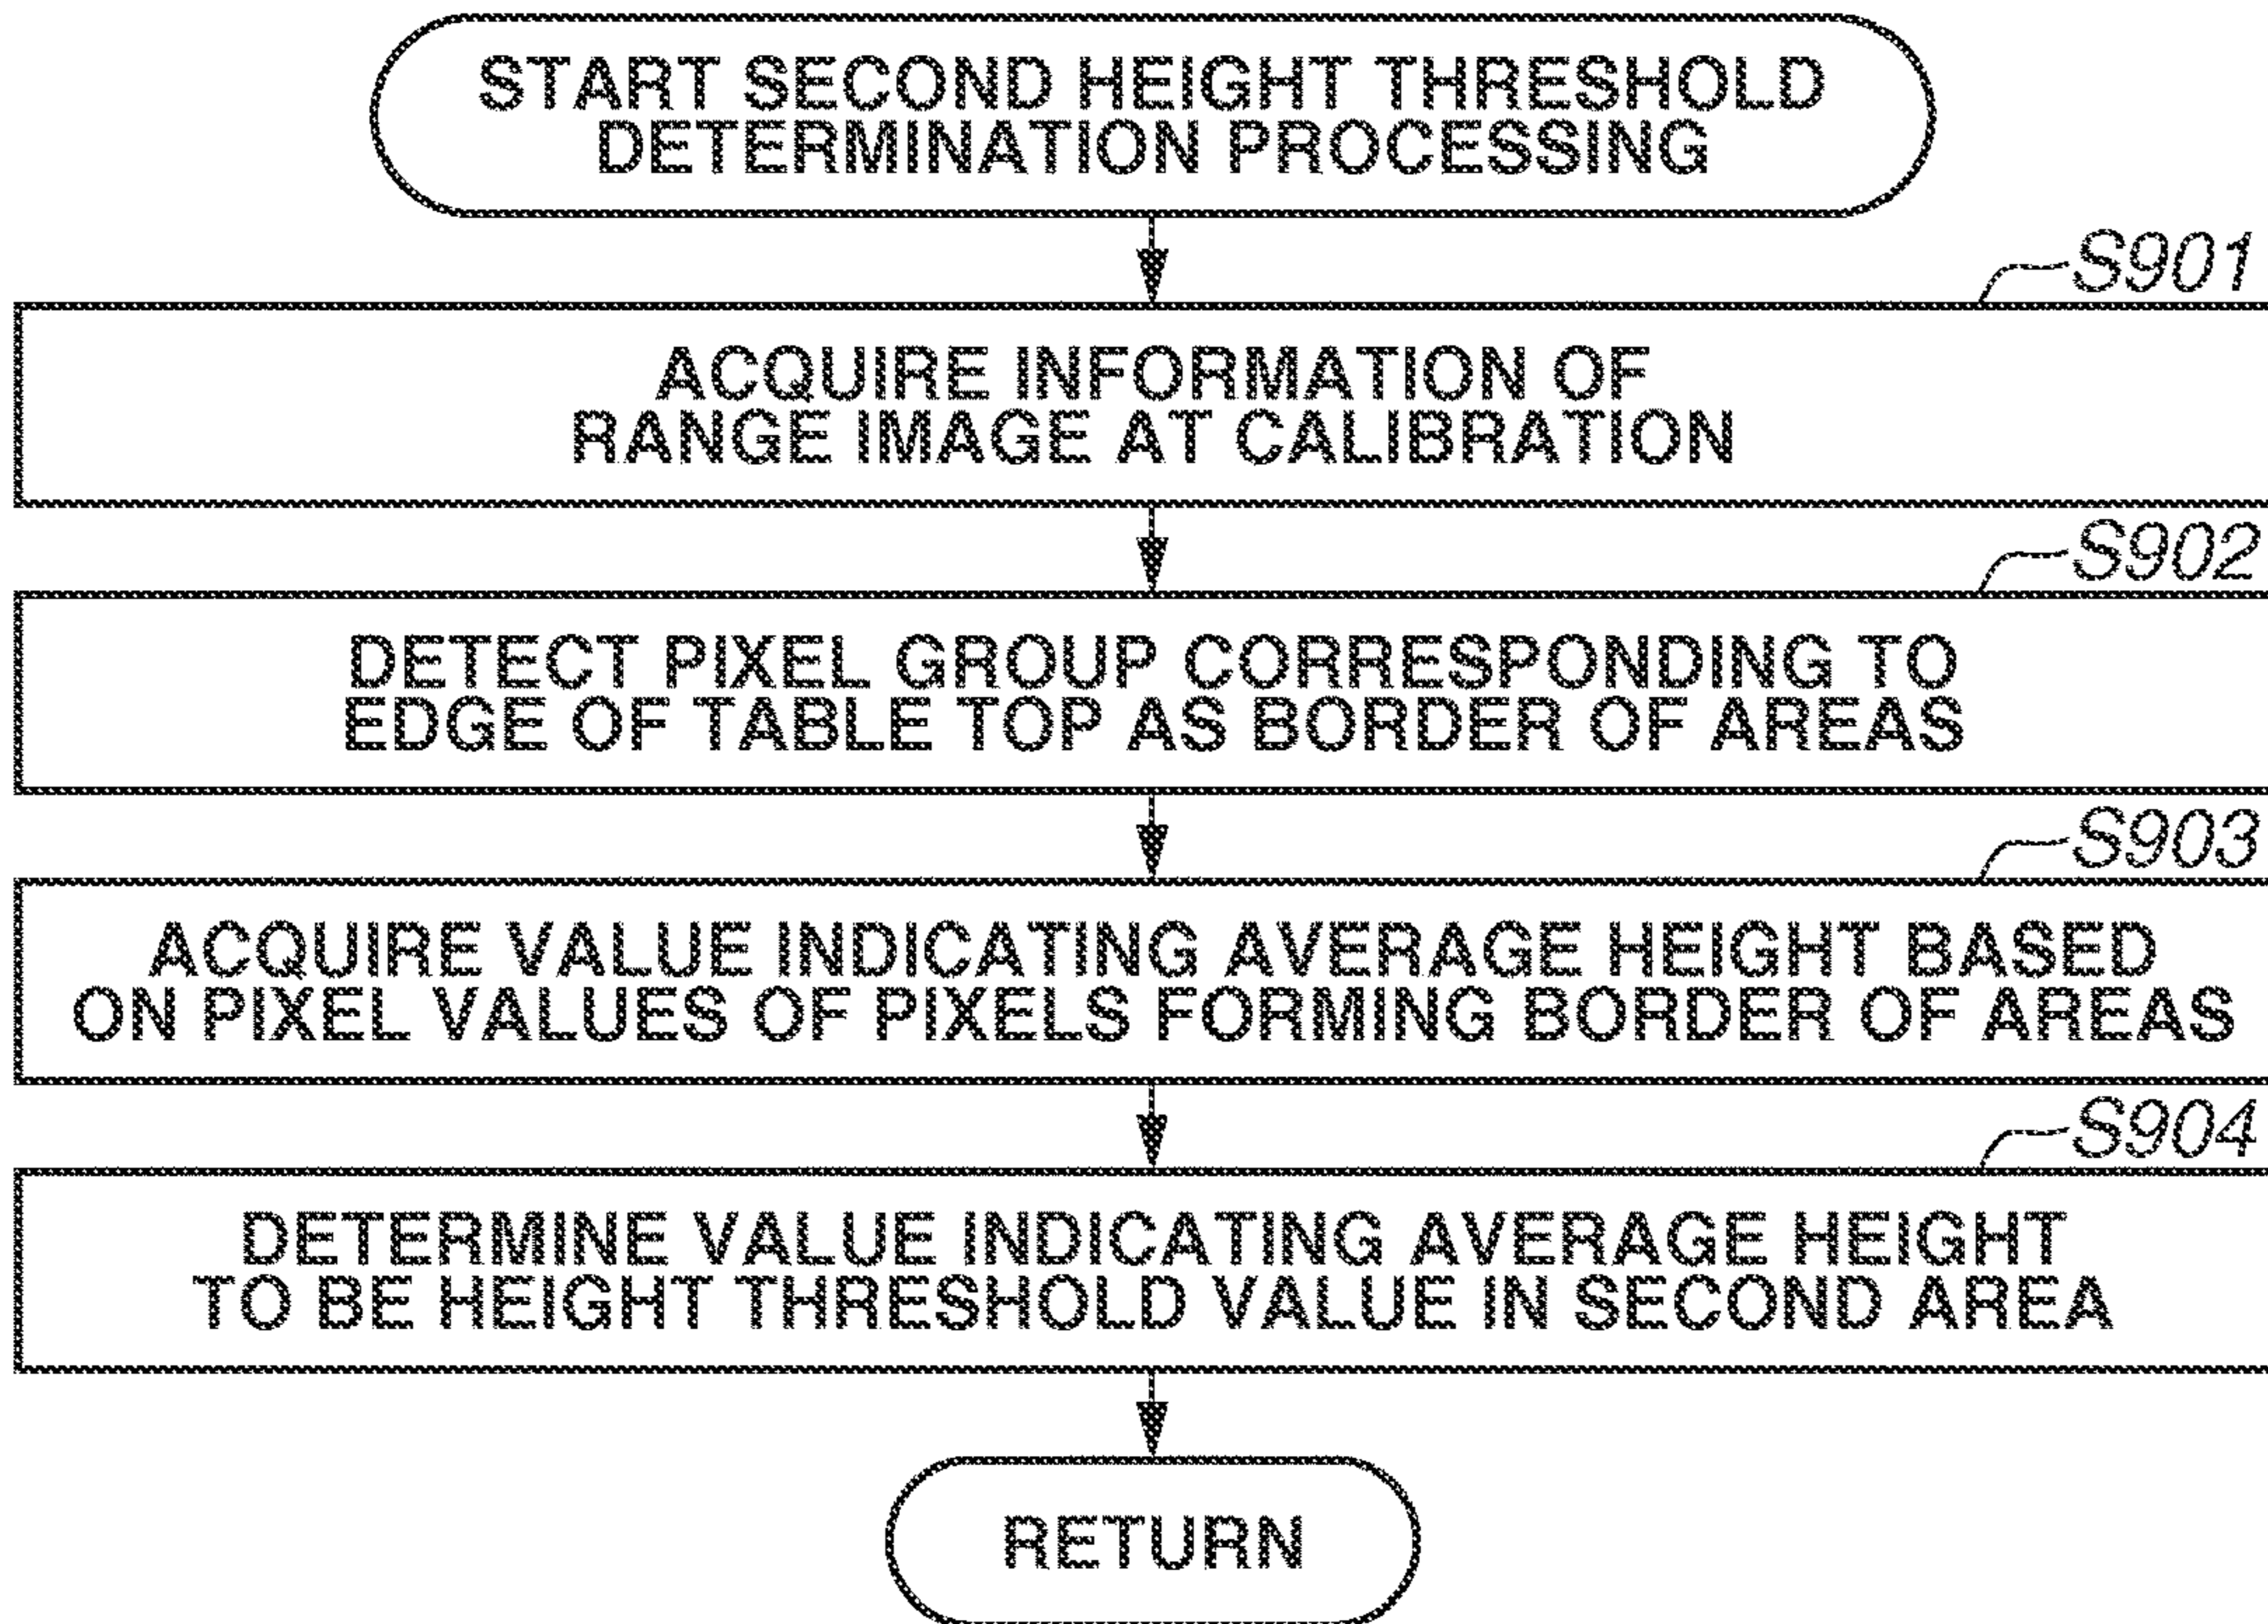 START SECOND HEIGHT THRESHOLD
DETERMINATION PROCESSING
S901
ACQUIRE INFORMATION OF
RANGE IMAGE AT CALIBRATION
S902
DETECT PIXEL GROUP CORRESPONDING TO
EDGE OF TABLE TOP AS BORDER OF AREAS
S903
ACQUIRE VALUE INDICATING AVERAGE HEIGHT BASED
ON PIXEL VALUES OF PIXELS FORMING BORDER OF AREAS
S904
DETERMINE VALUE INDICATING AVERAGE HEIGHT
TO BE HEIGHT THRESHOLD VALUE IN SECOND AREA
RETURN